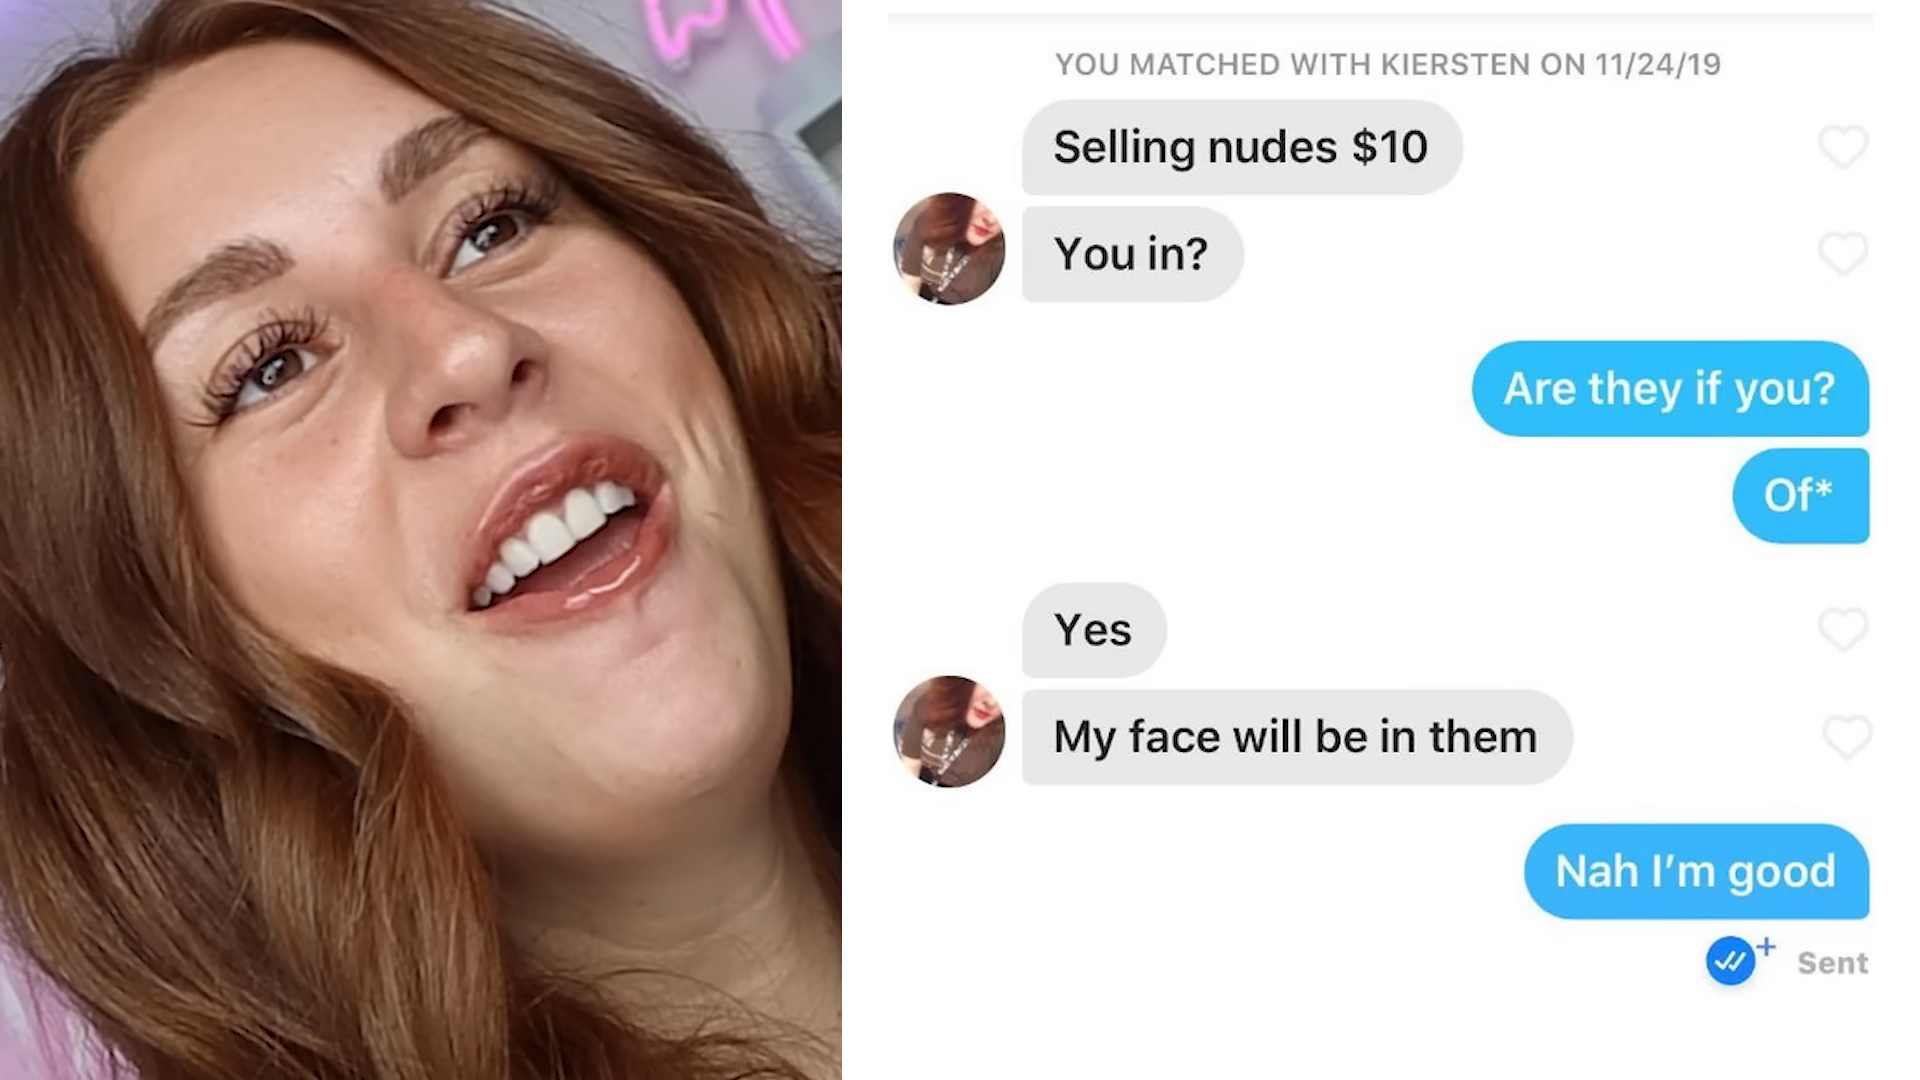 YOU MATCHED WITH KIERSTEN ON 11/24/19
Selling nudes $10
You in?
Are they if you?
Of*
Yes
My face will be in them
Nah I’m good
Sent